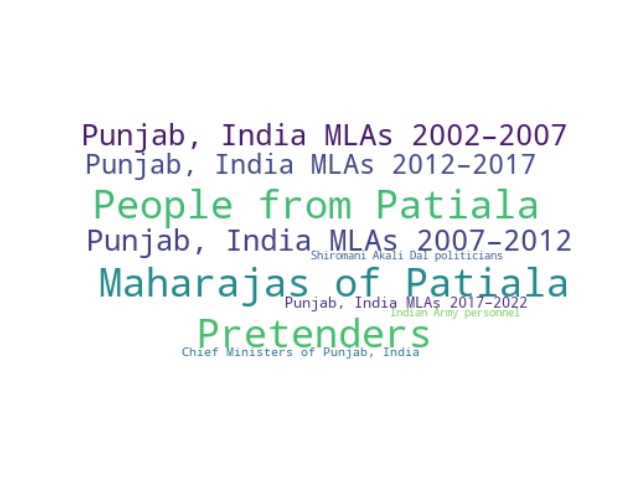 Punjab, India MLAs 2002–2007
Punjab, India MLAs 2012–2017
People from Patiala
Punjab, India MLAs 2007–2012
Shiromani Akali Dal politicians
Maharajas of Patiala
Punjab, India MLAs 2017–2022
Indian Army personnel
Pretenders
Chief Ministers of Punjab, India